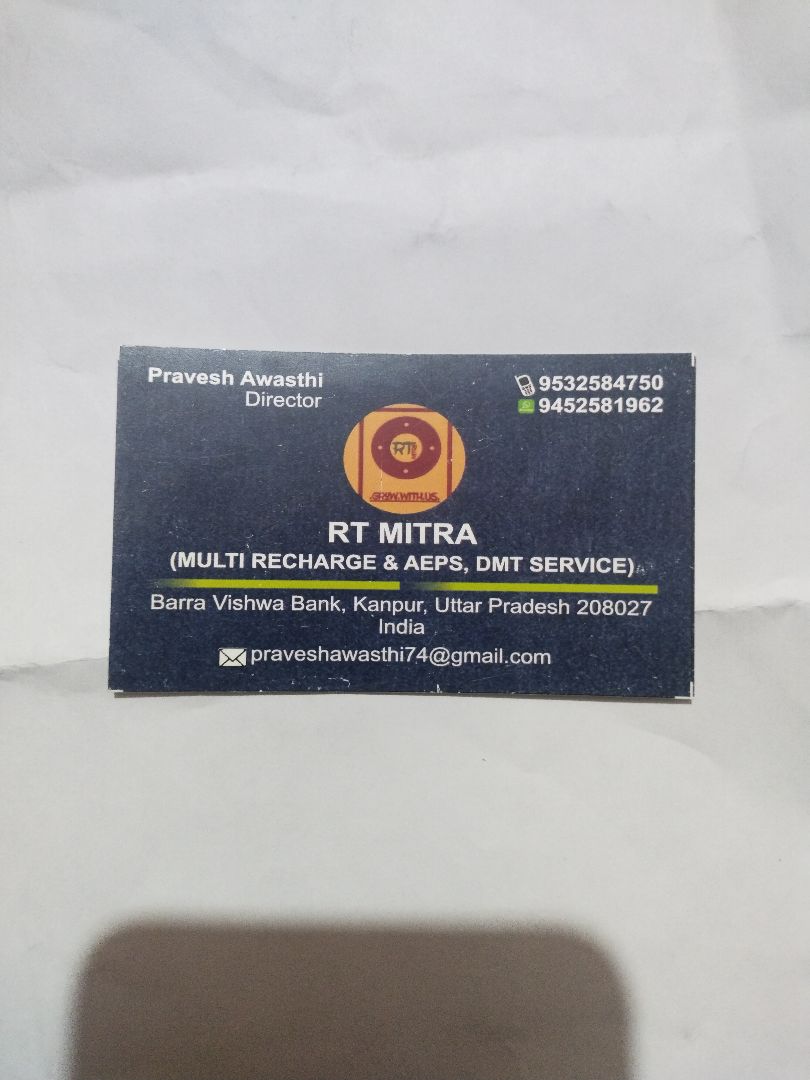 Pravesh Awasthi
Director
9532584750
9452581962
RT
GROW WITH US
RT MITRA
(MULTI RECHARGE & AEPS, DMT SERVICE)
Barra Vishwa Bank, Kanpur, Uttar Pradesh 208027
India
praveshawasthi74@gmail.com